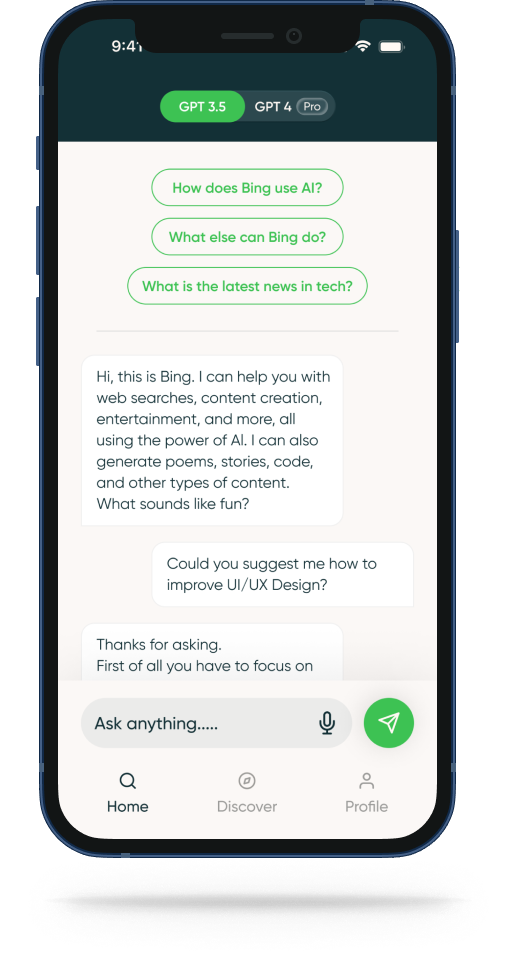 9:41
GPT 3.5 GPT 4 Pro
How does Bing use AI?
What else can Bing do?
What is the latest news in tech?
Hi, this is Bing. I can help you with
web searches, content creation,
entertainment, and more, all
using the power of AI. I can also
generate poems, stories, code,
and other types of content.
What sounds like fun?
Could you suggest me how to
improve UI/UX Design?
Thanks for asking.
First of all you have to focus on
Ask anything.....
Home Discover Profile